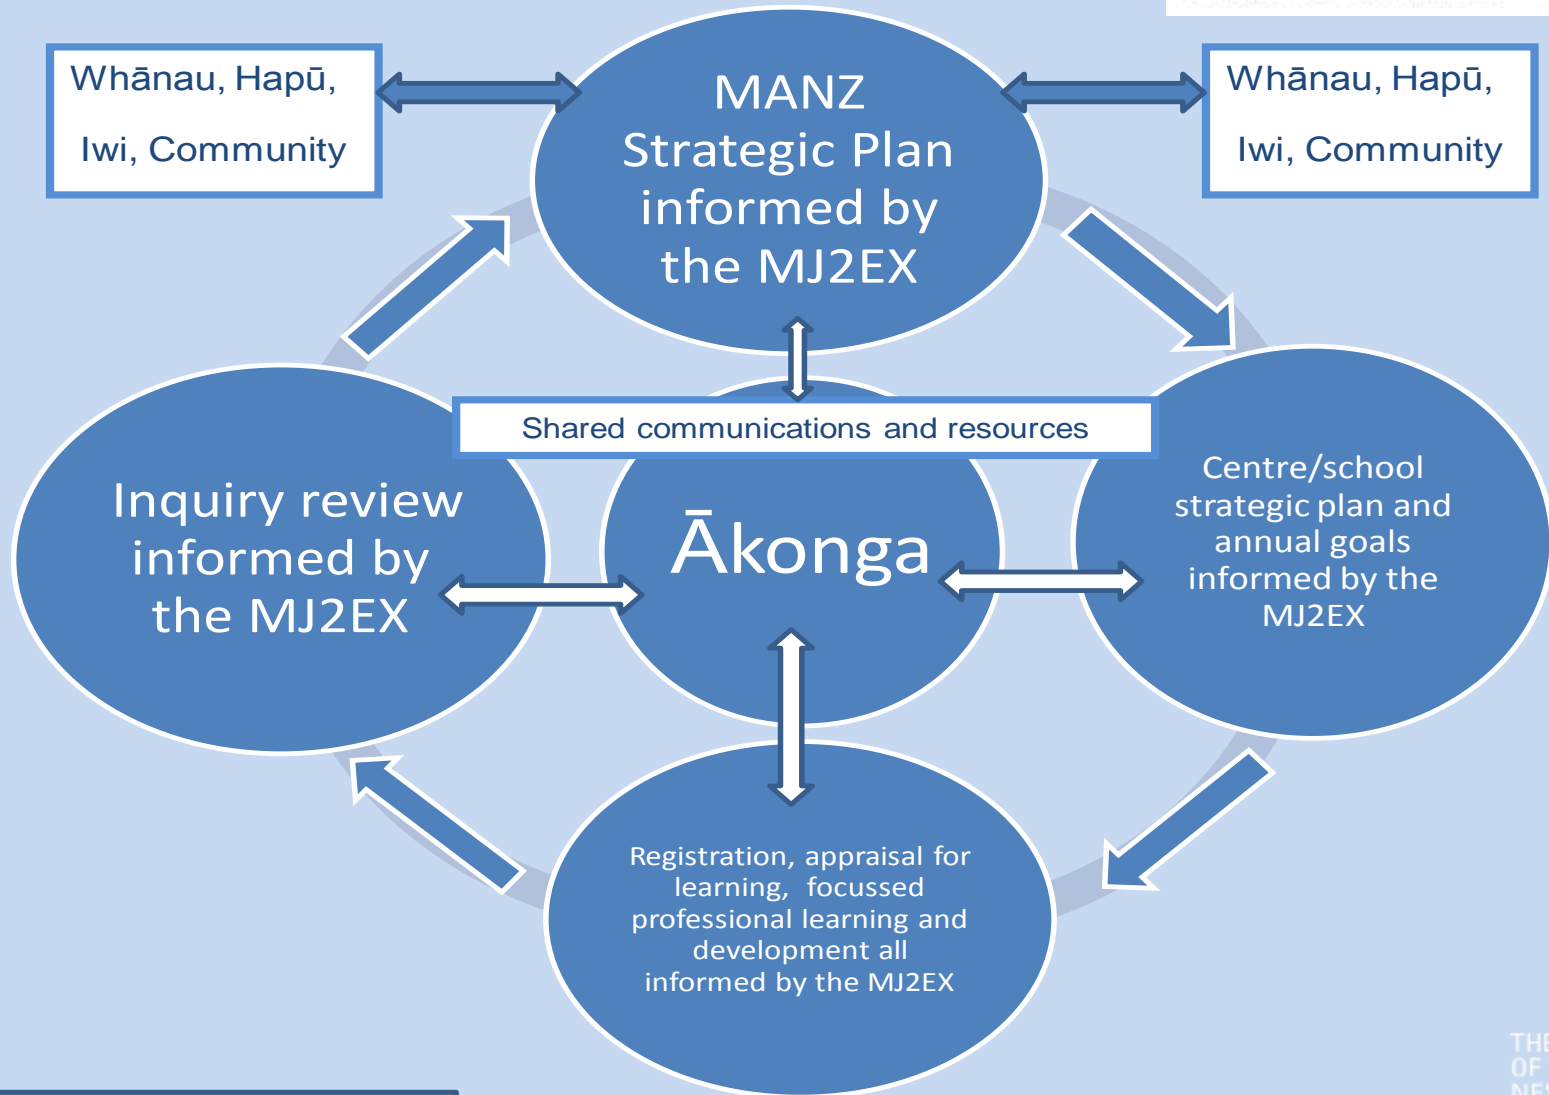 Whānau, Hapū,
Iwi, Community
MANZ
Strategic Plan
informed by
the MJ2EX
Whānau, Hapū,
Iwi, Community
Shared communications and resources
Inquiry review
informed by
the MJ2EX
Ākonga
Centre/school
strategic plan and
annual goals
informed by the
MJ2EX
Registration, appraisal for
learning, focussed
professional learning and
development all
informed by the MJ2EX
THE
OF